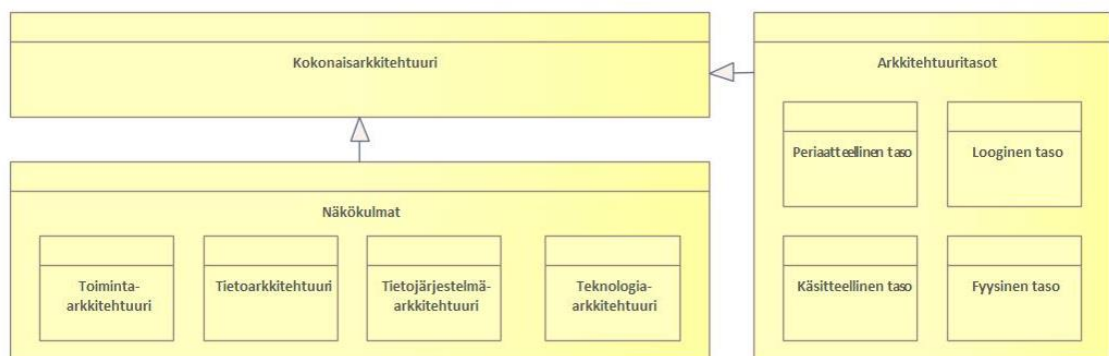 Kokonaisarkkitehtuuri
Näkökulmat
Toiminta-
arkkitehtuuri
Tietoarkkitehtuuri
Tietojärjestelmä-
arkkitehtuuri
Teknologia-
arkkitehtuuri
Arkkitehtuuritasot
Periaatteellinen taso
Looginen taso
Käsitteellinen taso
Fyysinen taso